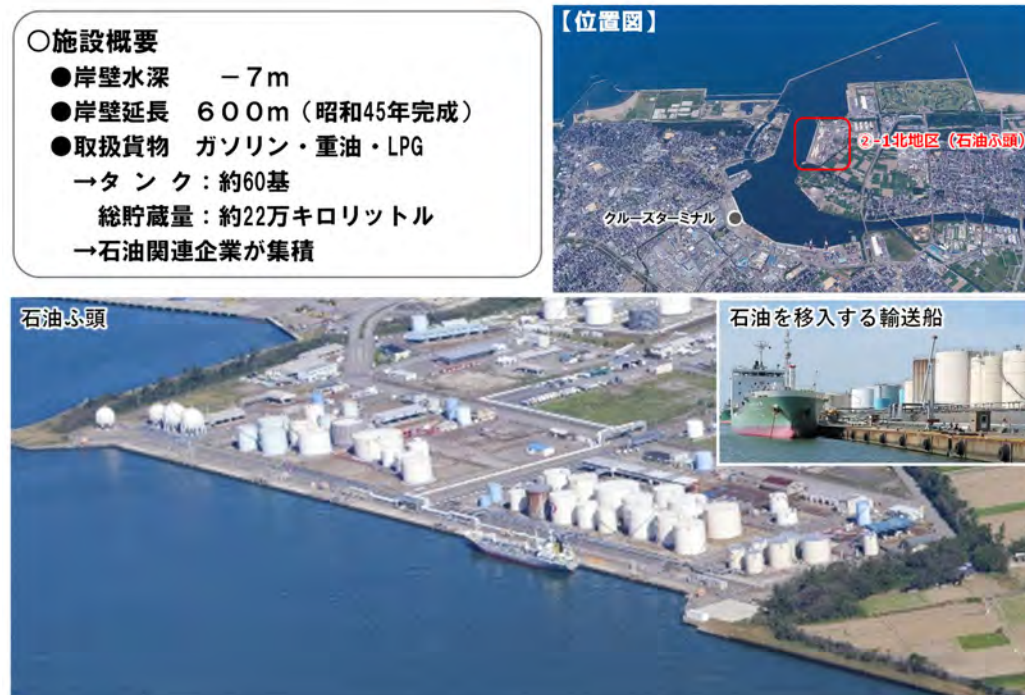 ○施設概要
●岸壁水深　－７ｍ
●岸壁延長　６００ｍ（昭和45年完成）
●取扱貨物　ガソリン・重油・LPG
→タンク：約60基
総貯蔵量：約22万キロリットル
→石油関連企業が集積
【位置図】
②-1北地区（石油ふ頭）
クルーズターミナル
石油ふ頭
石油を移入する輸送船